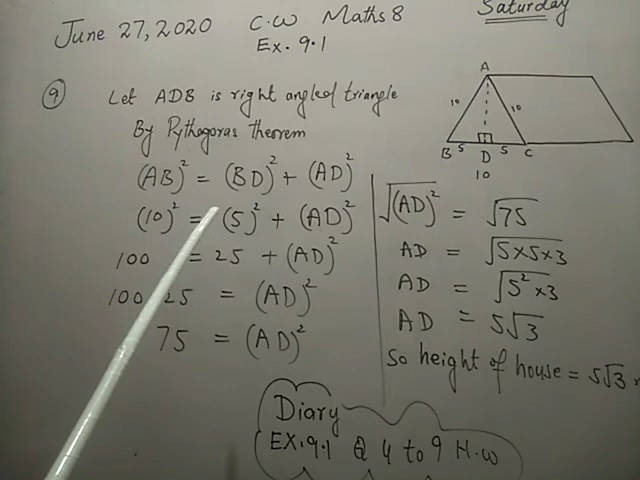 June 27, 2020 C.W Maths 8 Saturday
Ex. 9.1
9 Let ADB is right angled triangle
By Pythagoras theorem
(AB)² = (BD)² + (AD)²
(10)² = (5)² + (AD)²
100 = 25 + (AD)²
100 25 = (AD)²
75 = (AD)²
A
10 10
B 5 D 5 C
10
√(AD)² = √75
AD = √5×5×3
AD = √5²×3
AD = 5√3
So height of house = 5√3
Diary
EX.9.1 Q 4 to 9 H.W